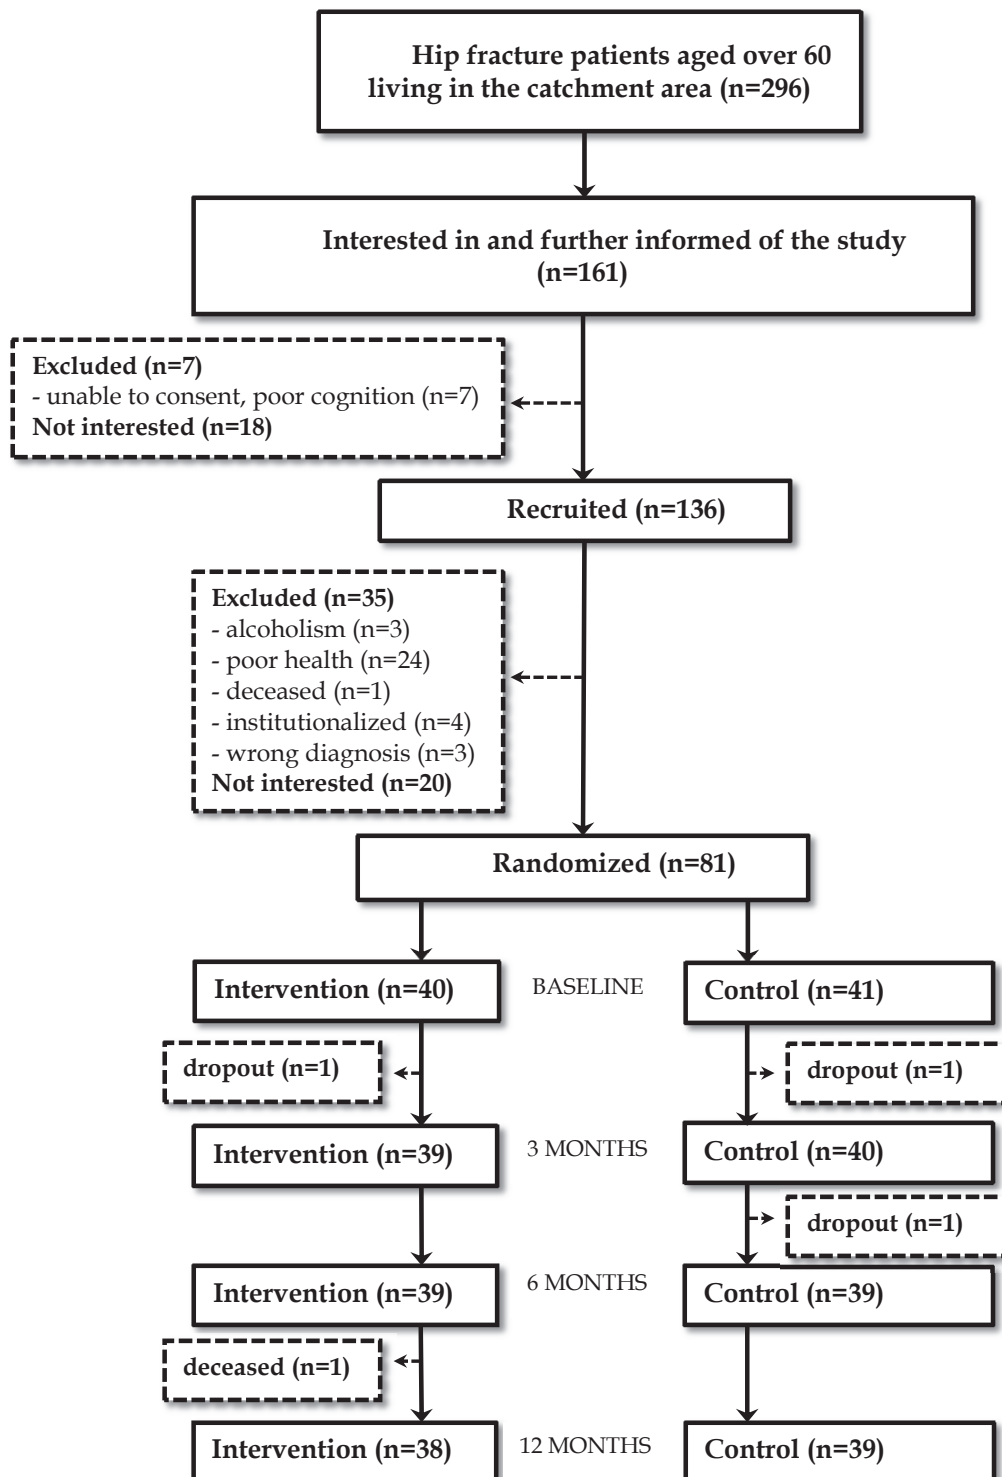 Hip fracture patients aged over 60
living in the catchment area (n=296)
Interested in and further informed of the study
(n=161)
Excluded (n=7)
- unable to consent, poor cognition (n=7)
Not interested (n=18)
Recruited (n=136)
Excluded (n=35)
- alcoholism (n=3)
- poor health (n=24)
- deceased (n=1)
- institutionalized (n=4)
- wrong diagnosis (n=3)
Not interested (n=20)
Randomized (n=81)
Intervention (n=40)
BASELINE
Control (n=41)
dropout (n=1)
dropout (n=1)
Intervention (n=39)
3 MONTHS
Control (n=40)
dropout (n=1)
Intervention (n=39)
6 MONTHS
Control (n=39)
deceased (n=1)
Intervention (n=38)
12 MONTHS
Control (n=39)